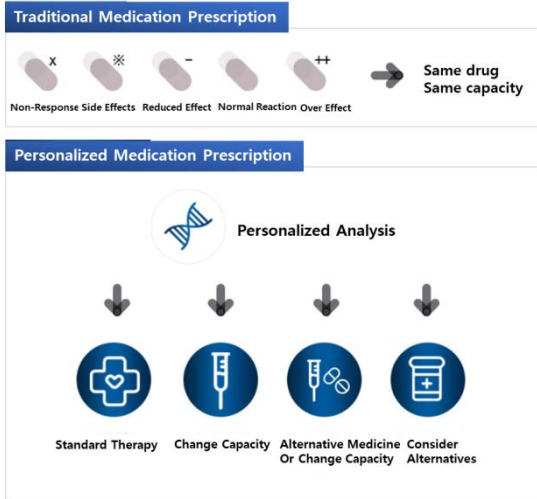 Traditional Medication Prescription
x ※ - ++
Non-Response Side Effects Reduced Effect Normal Reaction Over Effect
Same drug
Same capacity
Personalized Medication Prescription
Personalized Analysis
Standard Therapy
Change Capacity
Alternative Medicine
Or Change Capacity
Consider
Alternatives